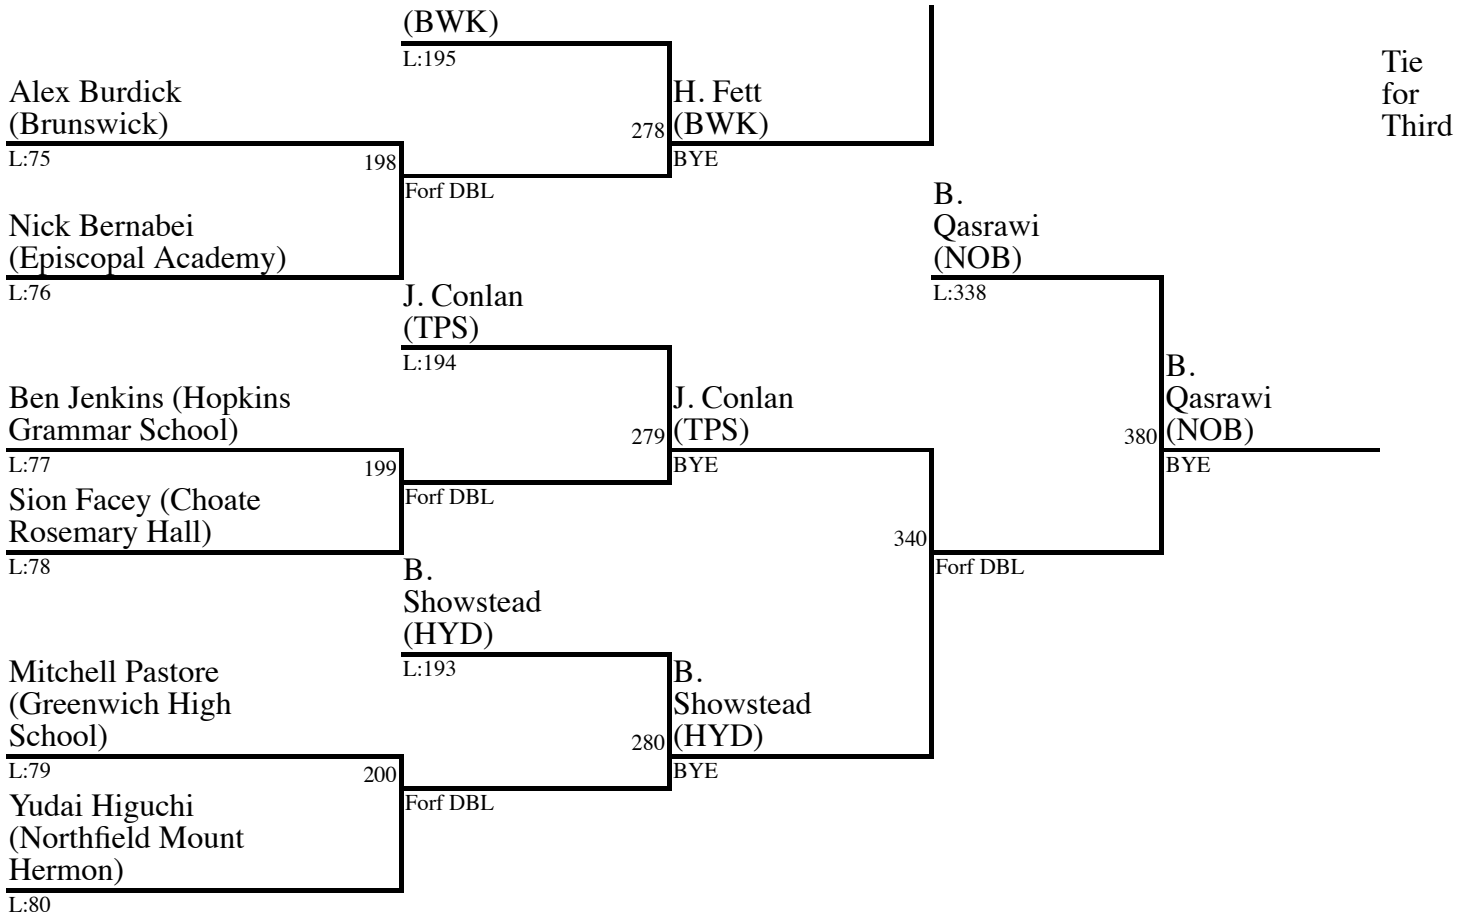 (BWK)
L:195
Tie
for
Third
Alex Burdick
(Brunswick)
L:75
198
H. Fett
278
(BWK)
BYE
Forf DBL
Nick Bernabei
(Episcopal Academy)
L:76
B.
Qasrawi
(NOB)
L:338
J. Conlan
(TPS)
L:194
Ben Jenkins (Hopkins
Grammar School)
L:77
199
J. Conlan
279
(TPS)
BYE
B.
Qasrawi
380
(NOB)
BYE
Sion Facey (Choate
Rosemary Hall)
L:78
Forf DBL
340
Forf DBL
B.
Showstead
(HYD)
L:193
Mitchell Pastore
(Greenwich High
School)
L:79
200
B.
Showstead
280
(HYD)
BYE
Yudai Higuchi
(Northfield Mount
Hermon)
L:80
Forf DBL